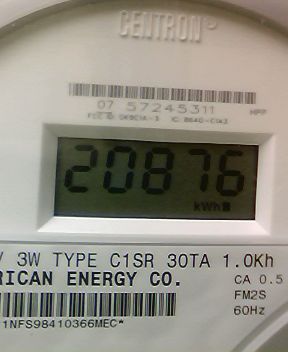 CENTRON®
07 57245311
20876
kWh
V 3W TYPE C1SR 30TA 1.0Kh
RICAN ENERGY CO.
CA 0.5
FM2S
60Hz
1NFS98410366MEC*